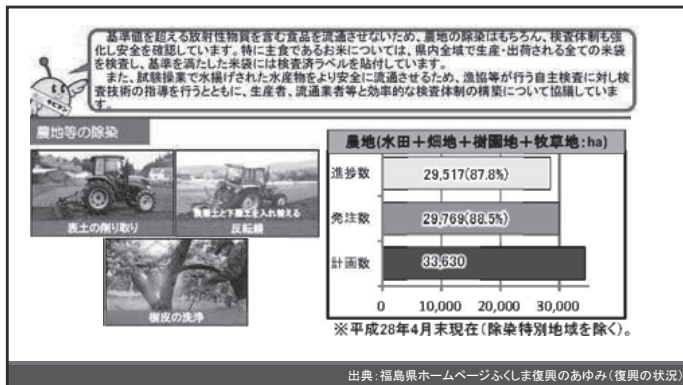 基準値を超える放射性物質を含む食品を流通させないため、農地の除染はもちろん、検査体制も強
化し安全を確認しています。特に主食であるお米については、県内全域で生産・出荷される全ての米袋
を検査し、基準を満たした米袋には検査済ラベルを貼付しています。
また、試験操業で水揚げされた水産物をより安全に流通させるため、漁協等が行う自主検査に対し検
査技術の指導を行うとともに、生産者、流通業者等と効率的な検査体制の構築について協議していま
す。
キビタン
農地等の除染
表土の削り取り
表層土と下層土を入れ替える
反転耕
樹皮の洗浄
農地(水田+畑地+樹園地+牧草地:ha)
進捗数 29,517(87.8%)
発注数 29,769(88.5%)
計画数 33,630
0 10,000 20,000 30,000
※平成28年4月末現在(除染特別地域を除く)。
出典:福島県ホームページふくしま復興のあゆみ(復興の状況)